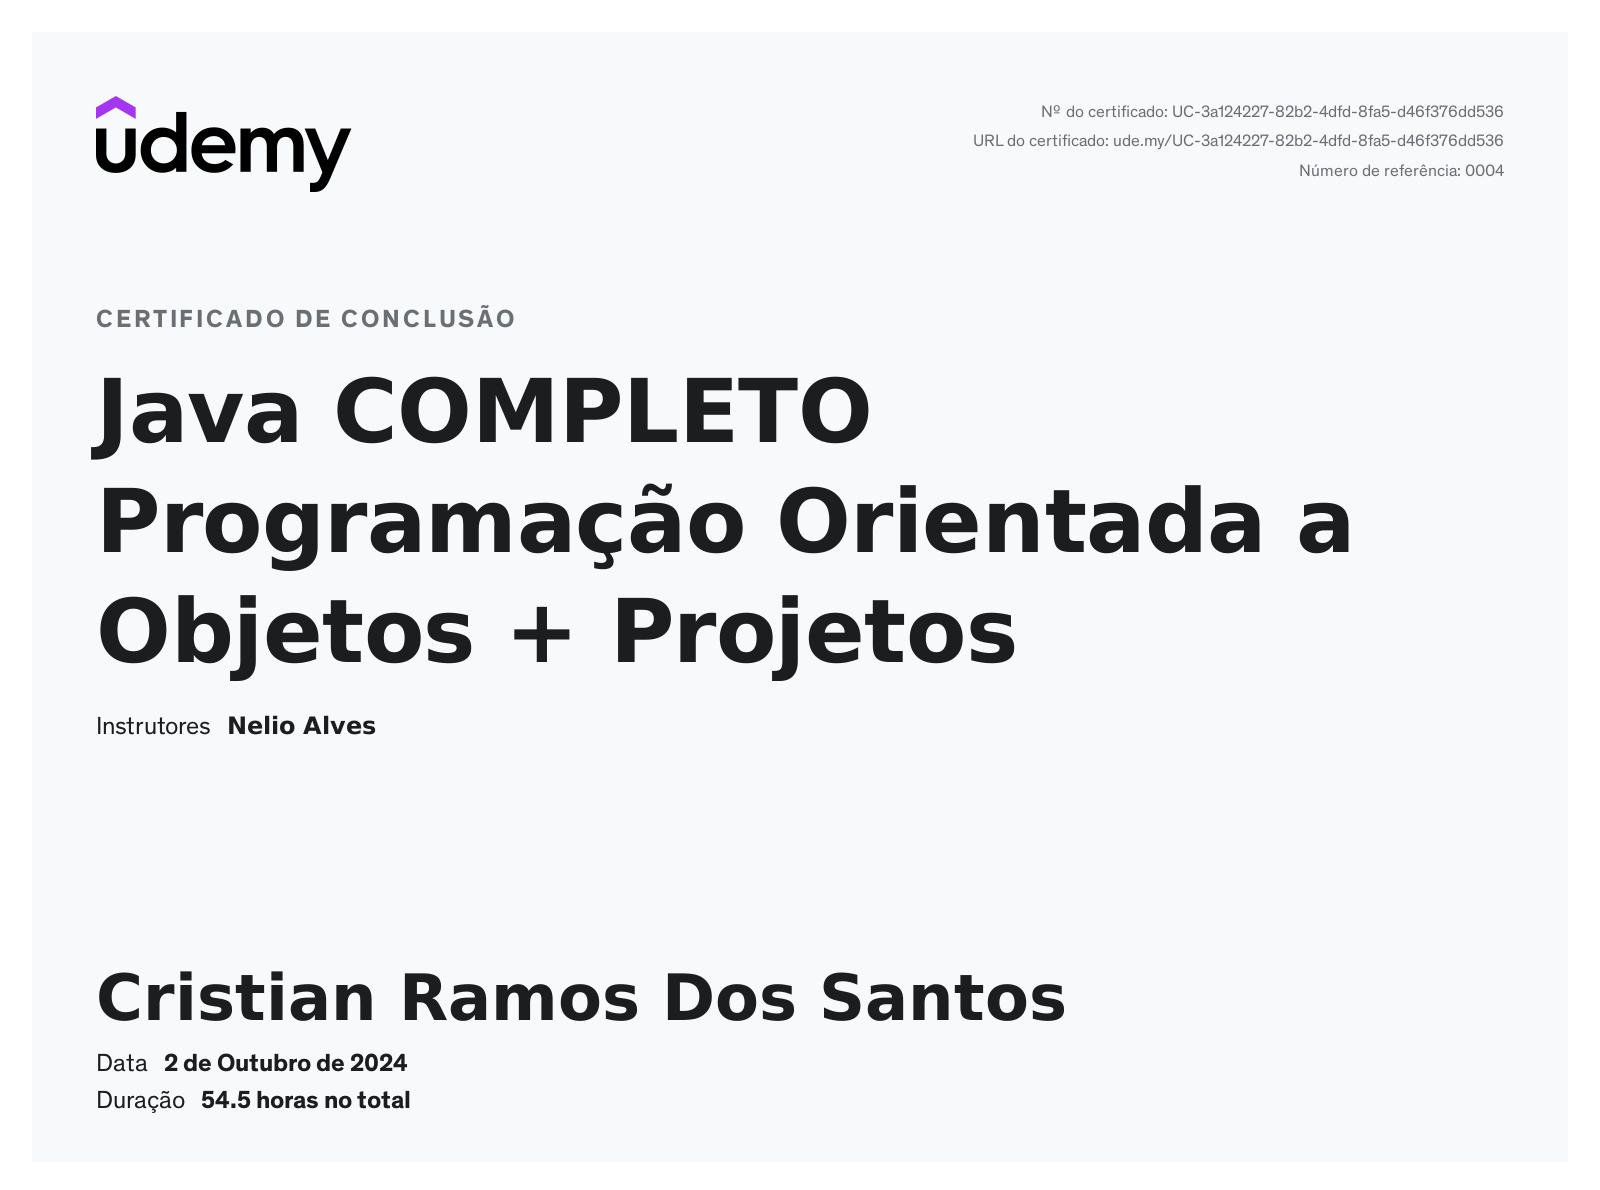 udemy
Nº do certificado: UC-3a124227-82b2-4dfd-8fa5-d46f376dd536
URL do certificado: ude.my/UC-3a124227-82b2-4dfd-8fa5-d46f376dd536
Número de referência: 0004
CERTIFICADO DE CONCLUSÃO
Java COMPLETO
Programação Orientada a
Objetos + Projetos
Instrutores Nelio Alves
Cristian Ramos Dos Santos
Data 2 de Outubro de 2024
Duração 54.5 horas no total